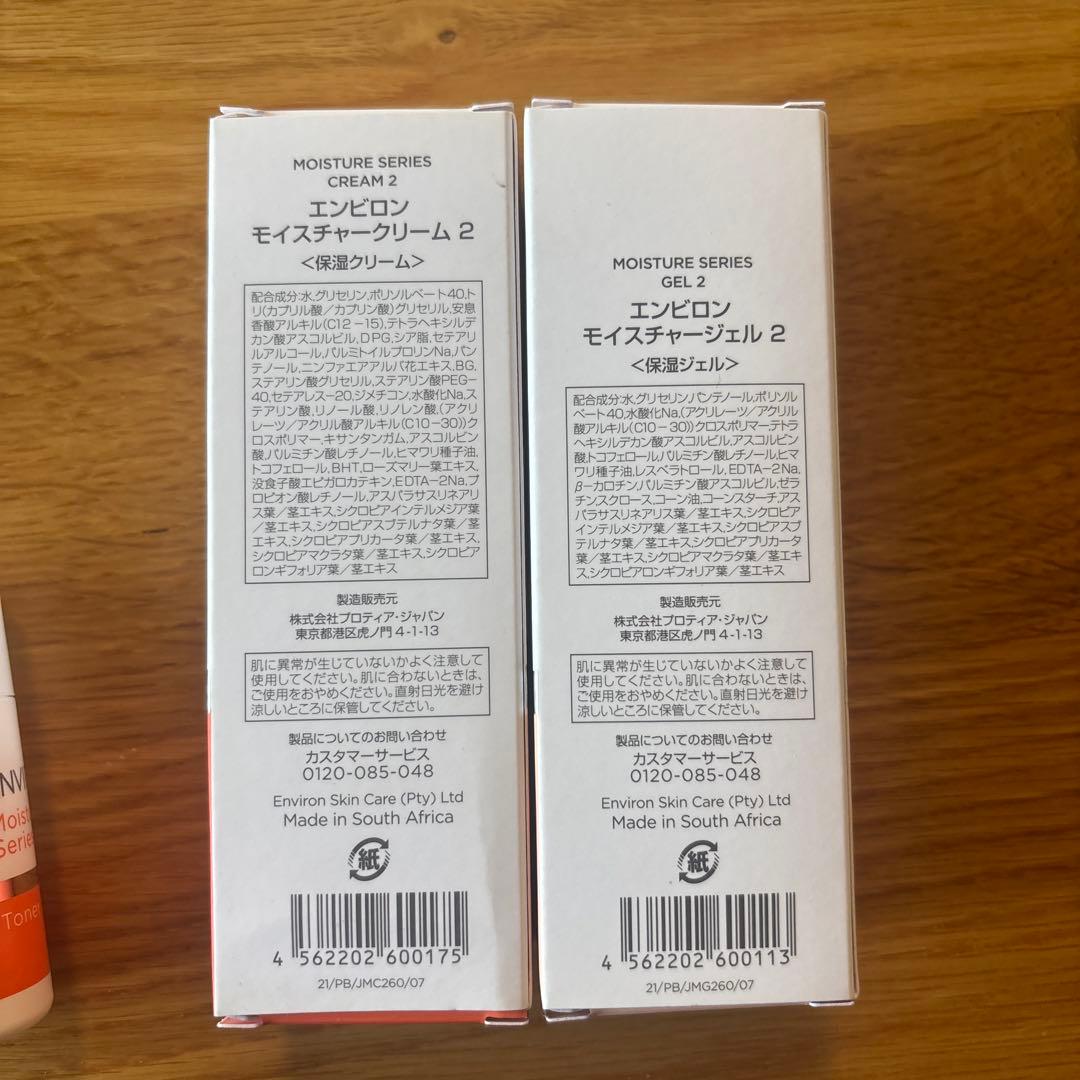 MOISTURE SERIES
CREAM 2
エンビロン
モイスチャークリーム 2
＜保湿クリーム＞
配合成分:水,グリセリン,ポリソルベート40,ト
リ(カプリル酸／カプリン酸)グリセリル,安息
香酸アルキル(C12－15),テトラヘキシルデ
カン酸アスコルビル,DPG,シア脂,セテアリ
ルアルコール,パルミトイルプロリンNa,パン
テノール,ニンファエアアルバ花エキス,BG,
ステアリン酸グリセリル,ステアリン酸PEG－
40,セテアレス－20,ジメチコン,水酸化Na,ス
テアリン酸,リノール酸,リノレン酸,(アクリ
レーツ／アクリル酸アルキル(C10－30))ク
ロスポリマー,キサンタンガム,アスコルビン
酸,パルミチン酸レチノール,ヒマワリ種子油,
トコフェロール,BHT,ローズマリー葉エキス,
没食子酸エピガロカテキン,EDTA－2Na,プ
ロピオン酸レチノール,アスパラサスリネアリ
ス葉／茎エキス,シクロピアインテルメジア葉
／茎エキス,シクロピアスブテルナタ葉／茎
エキス,シクロピアプリカータ葉／茎エキス,
シクロピアマクラタ葉／茎エキス,シクロピア
ロンギフォリア葉／茎エキス
製造販売元
株式会社プロティア・ジャパン
東京都港区虎ノ門 4-1-13
肌に異常が生じていないかよく注意して
使用してください。肌に合わないときは、
ご使用をおやめください。直射日光を避け
涼しいところに保管してください。
製品についてのお問い合わせ
カスタマーサービス
0120-085-048
Environ Skin Care (Pty) Ltd
Made in South Africa
紙
4 562202 600175
21/PB/JMC260/07
MOISTURE SERIES
GEL 2
エンビロン
モイスチャージェル 2
＜保湿ジェル＞
配合成分:水,グリセリン,パンテノール,ポリソル
ベート40,水酸化Na,(アクリレーツ／アクリル
酸アルキル(C10－30))クロスポリマー,テトラ
ヘキシルデカン酸アスコルビル,アスコルビン
酸,トコフェロール,パルミチン酸レチノール,ヒマ
ワリ種子油,レスベラトロール,EDTA－2Na,
β－カロチン,パルミチン酸アスコルビル,ゼラ
チン,スクロース,コーン油,コーンスターチ,アス
パラサスリネアリス葉／茎エキス,シクロピア
インテルメジア葉／茎エキス,シクロピアスブ
テルナタ葉／茎エキス,シクロピアプリカータ
葉／茎エキス,シクロピアマクラタ葉／茎エキ
ス,シクロピアロンギフォリア葉／茎エキス
製造販売元
株式会社プロティア・ジャパン
東京都港区虎ノ門 4-1-13
肌に異常が生じていないかよく注意して
使用してください。肌に合わないときは、
ご使用をおやめください。直射日光を避け
涼しいところに保管してください。
製品についてのお問い合わせ
カスタマーサービス
0120-085-048
Environ Skin Care (Pty) Ltd
Made in South Africa
紙
4 562202 600113
21/PB/JMG260/07
Series
Toner